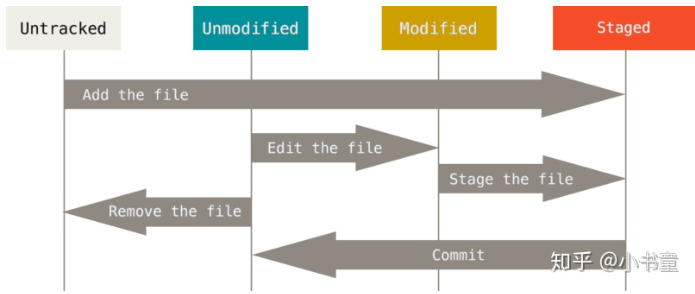 Untracked
Unmodified
Modified
Staged
Add the file
Edit the file
Stage the file
Remove the file
Commit
知乎 @小书童